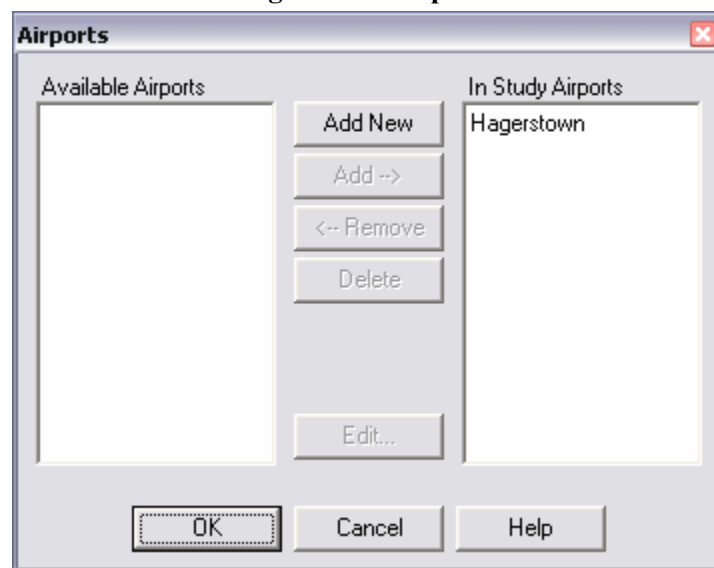 Airports
Available Airports
In Study Airports
Add New
Hagerstown
Add -->
<-- Remove
Delete
Edit...
OK
Cancel
Help